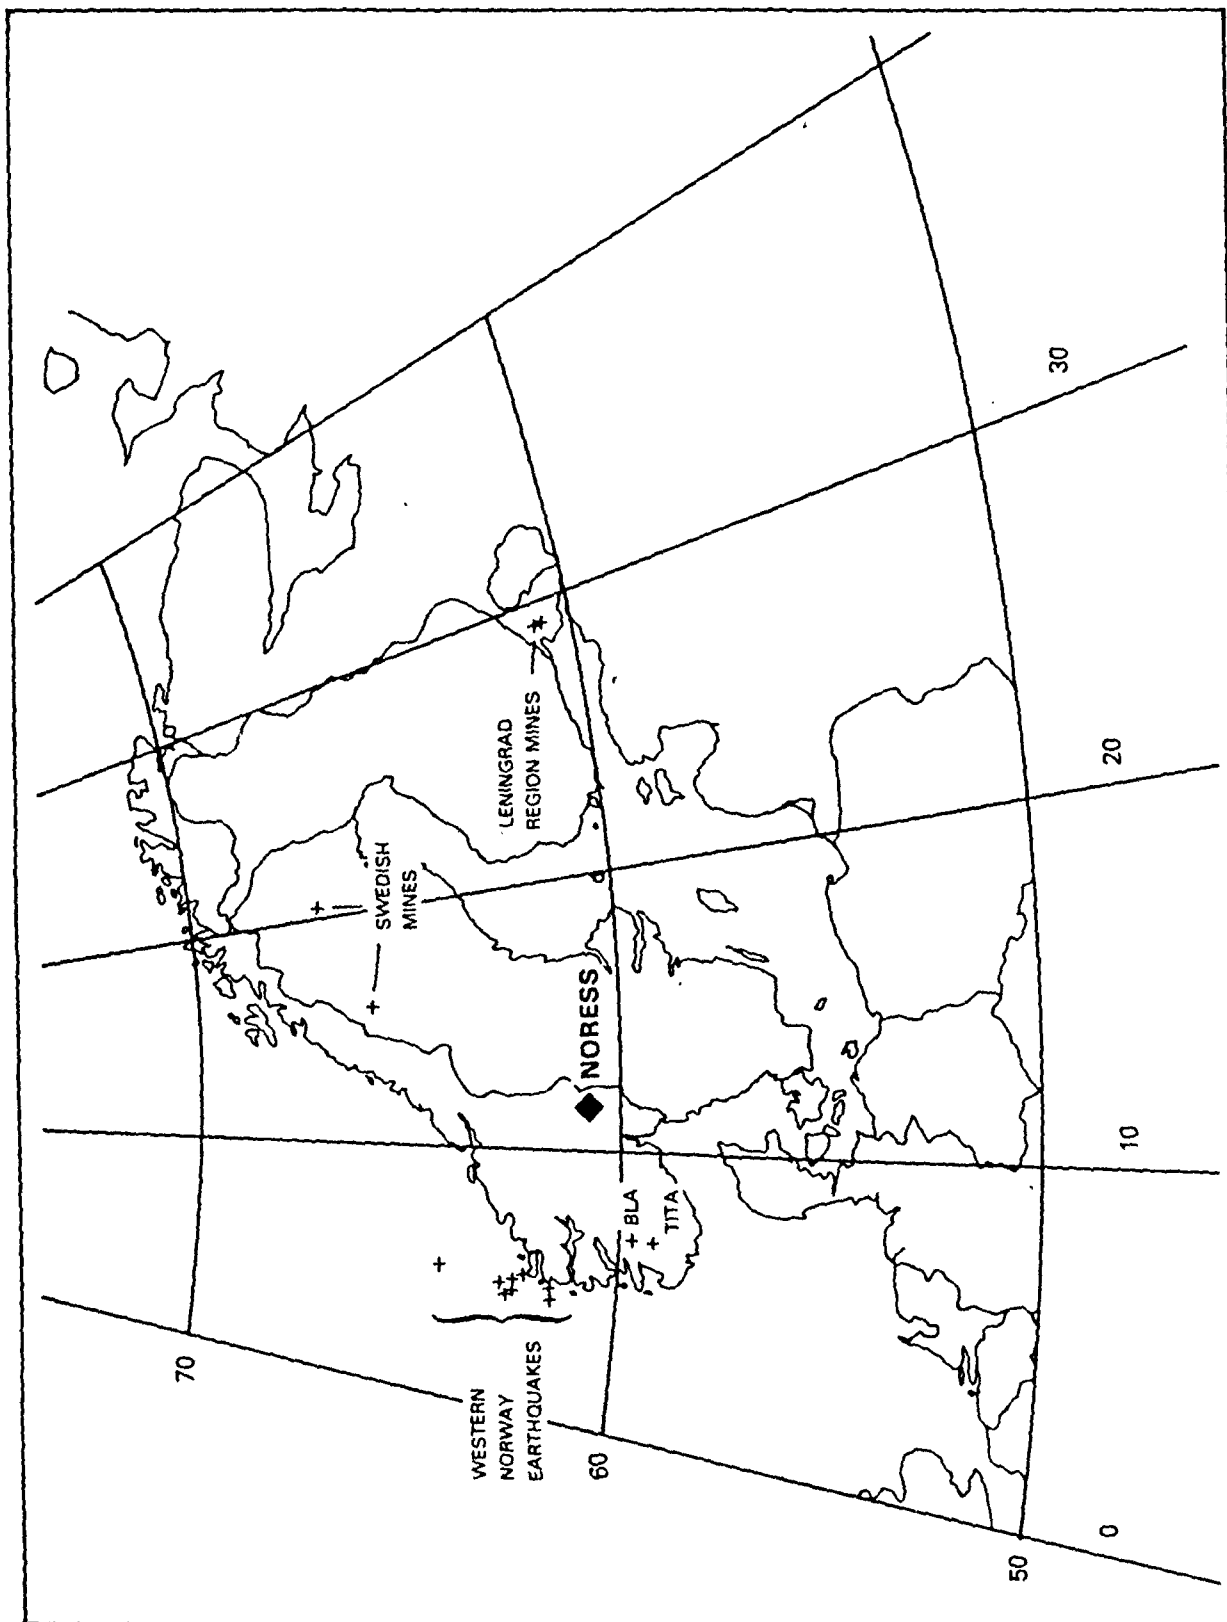 70
60
50
0
10
20
30
WESTERN
NORWAY
EARTHQUAKES
SWEDISH
MINES
LENINGRAD
REGION MINES
NORESS
BLA
TITA